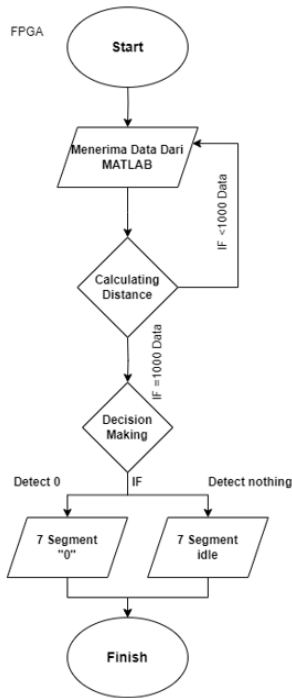 FPGA
Start
Menerima Data Dari
MATLAB
IF <1000 Data
Calculating
Distance
IF =1000 Data
Decision
Making
Detect 0
IF
Detect nothing
7 Segment
"0"
7 Segment
idle
Finish